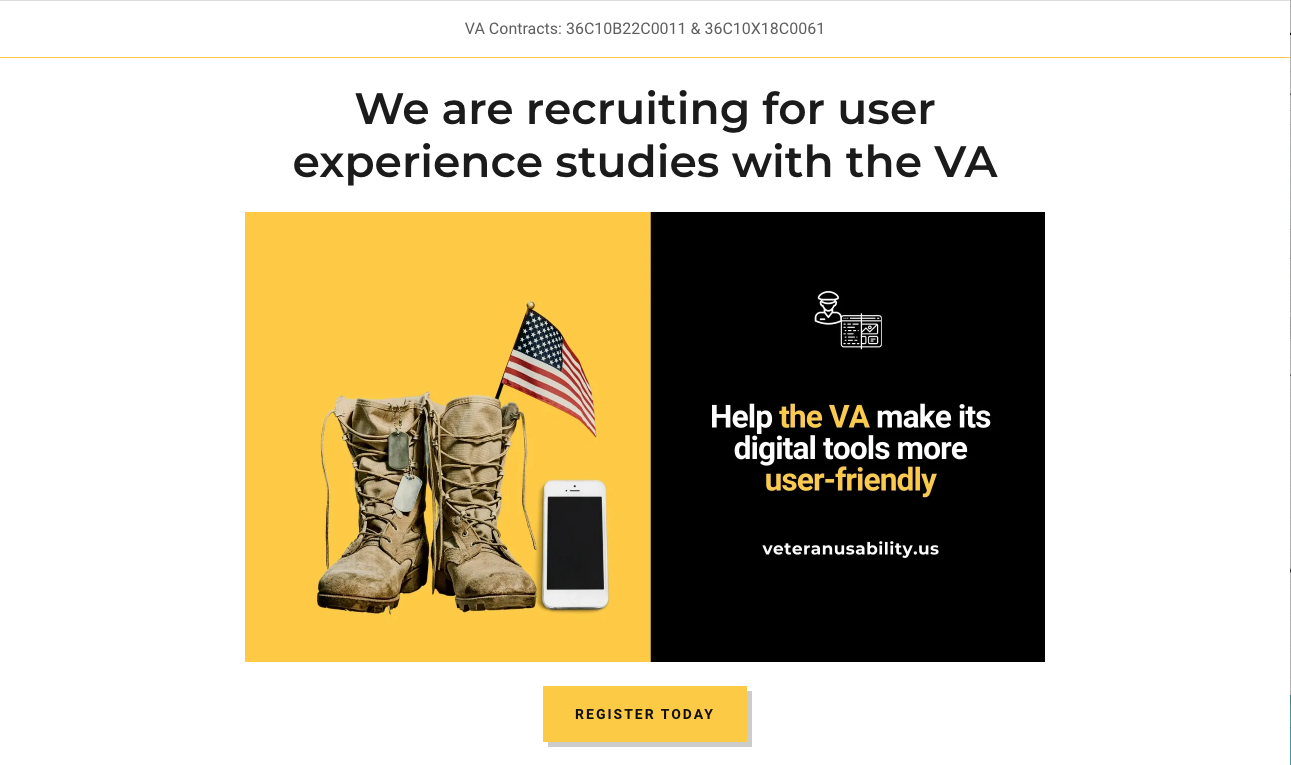 VA Contracts: 36C10B22C0011 & 36C10X18C0061
We are recruiting for user
experience studies with the VA
Help the VA make its
digital tools more
user-friendly
veteranusability.us
REGISTER TODAY